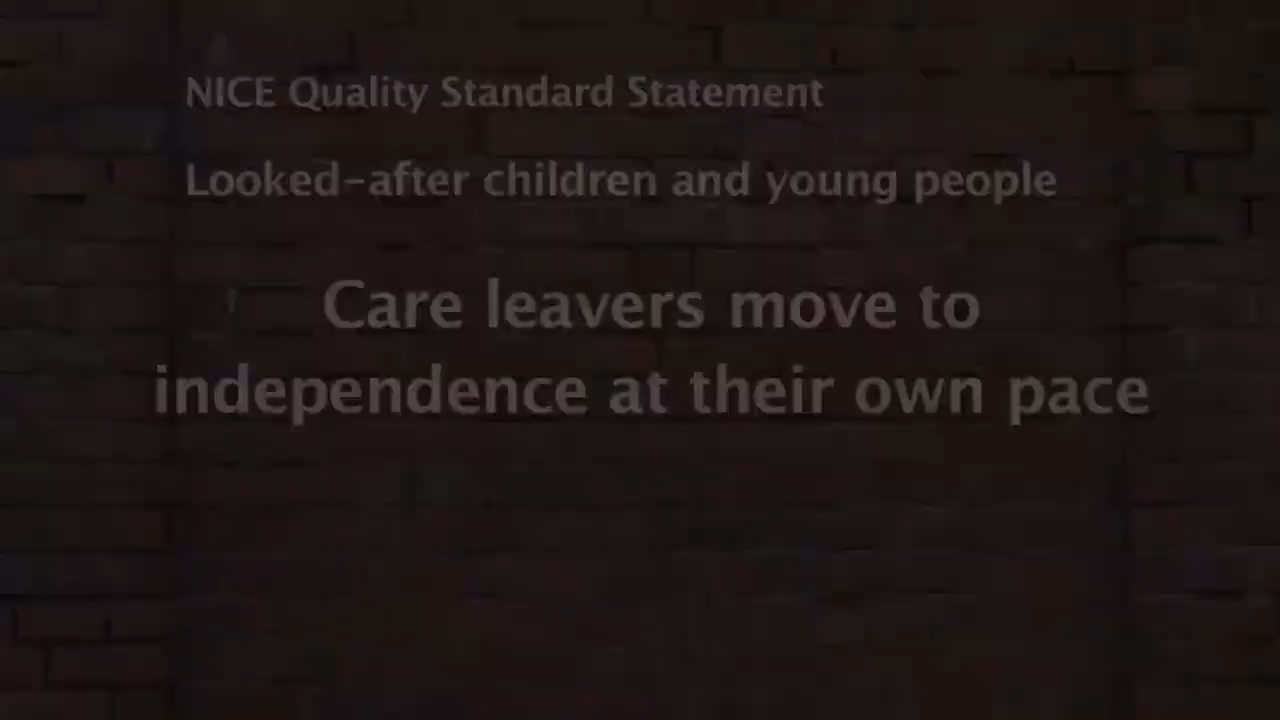 NICE Quality Standard Statement
Looked-after children and young people
Care leavers move to
independence at their own pace